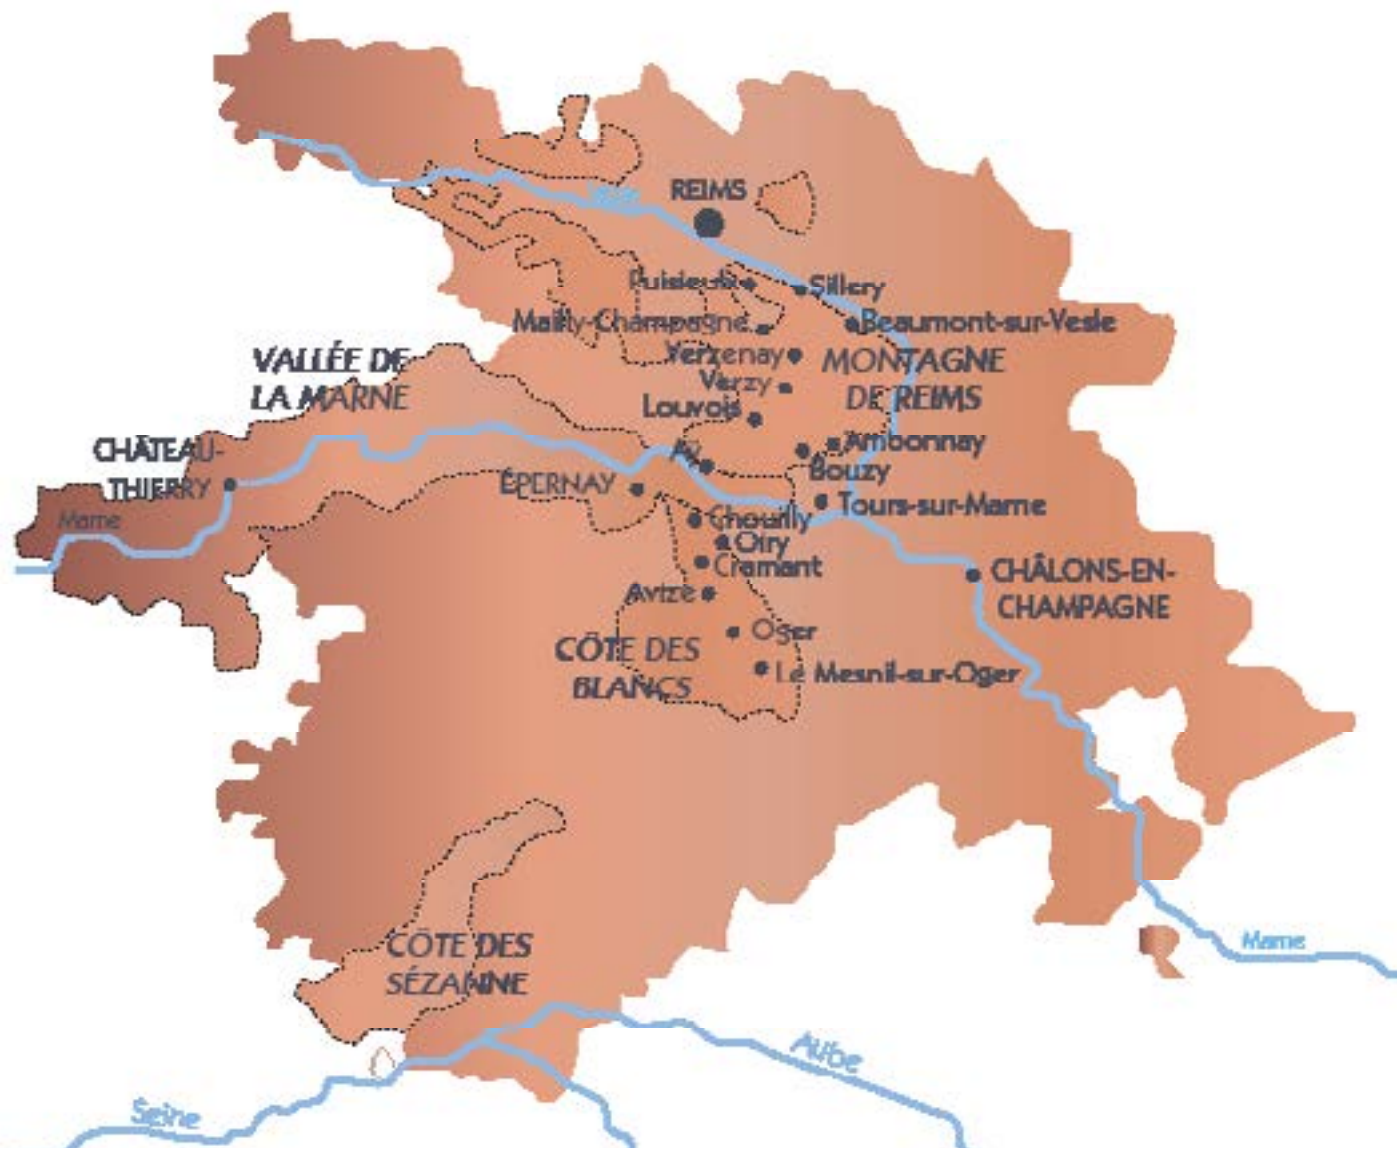 Vesle
REIMS
Puisieulx
Sillery
Mailly-Champagne
Beaumont-sur-Vesle
VALLÉE DE
LA MARNE
Verzenay
MONTAGNE
DE REIMS
Verzy
Louvois
CHÂTEAU-
THIERRY
Aÿ
Ambonnay
Bouzy
ÉPERNAY
Tours-sur-Marne
Marne
Chouilly
Oiry
Cramant
CHÂLONS-EN-
CHAMPAGNE
Avize
Oger
CÔTE DES
BLANCS
Le Mesnil-sur-Oger
CÔTE DES
SÉZANNE
Marne
Aube
Seine